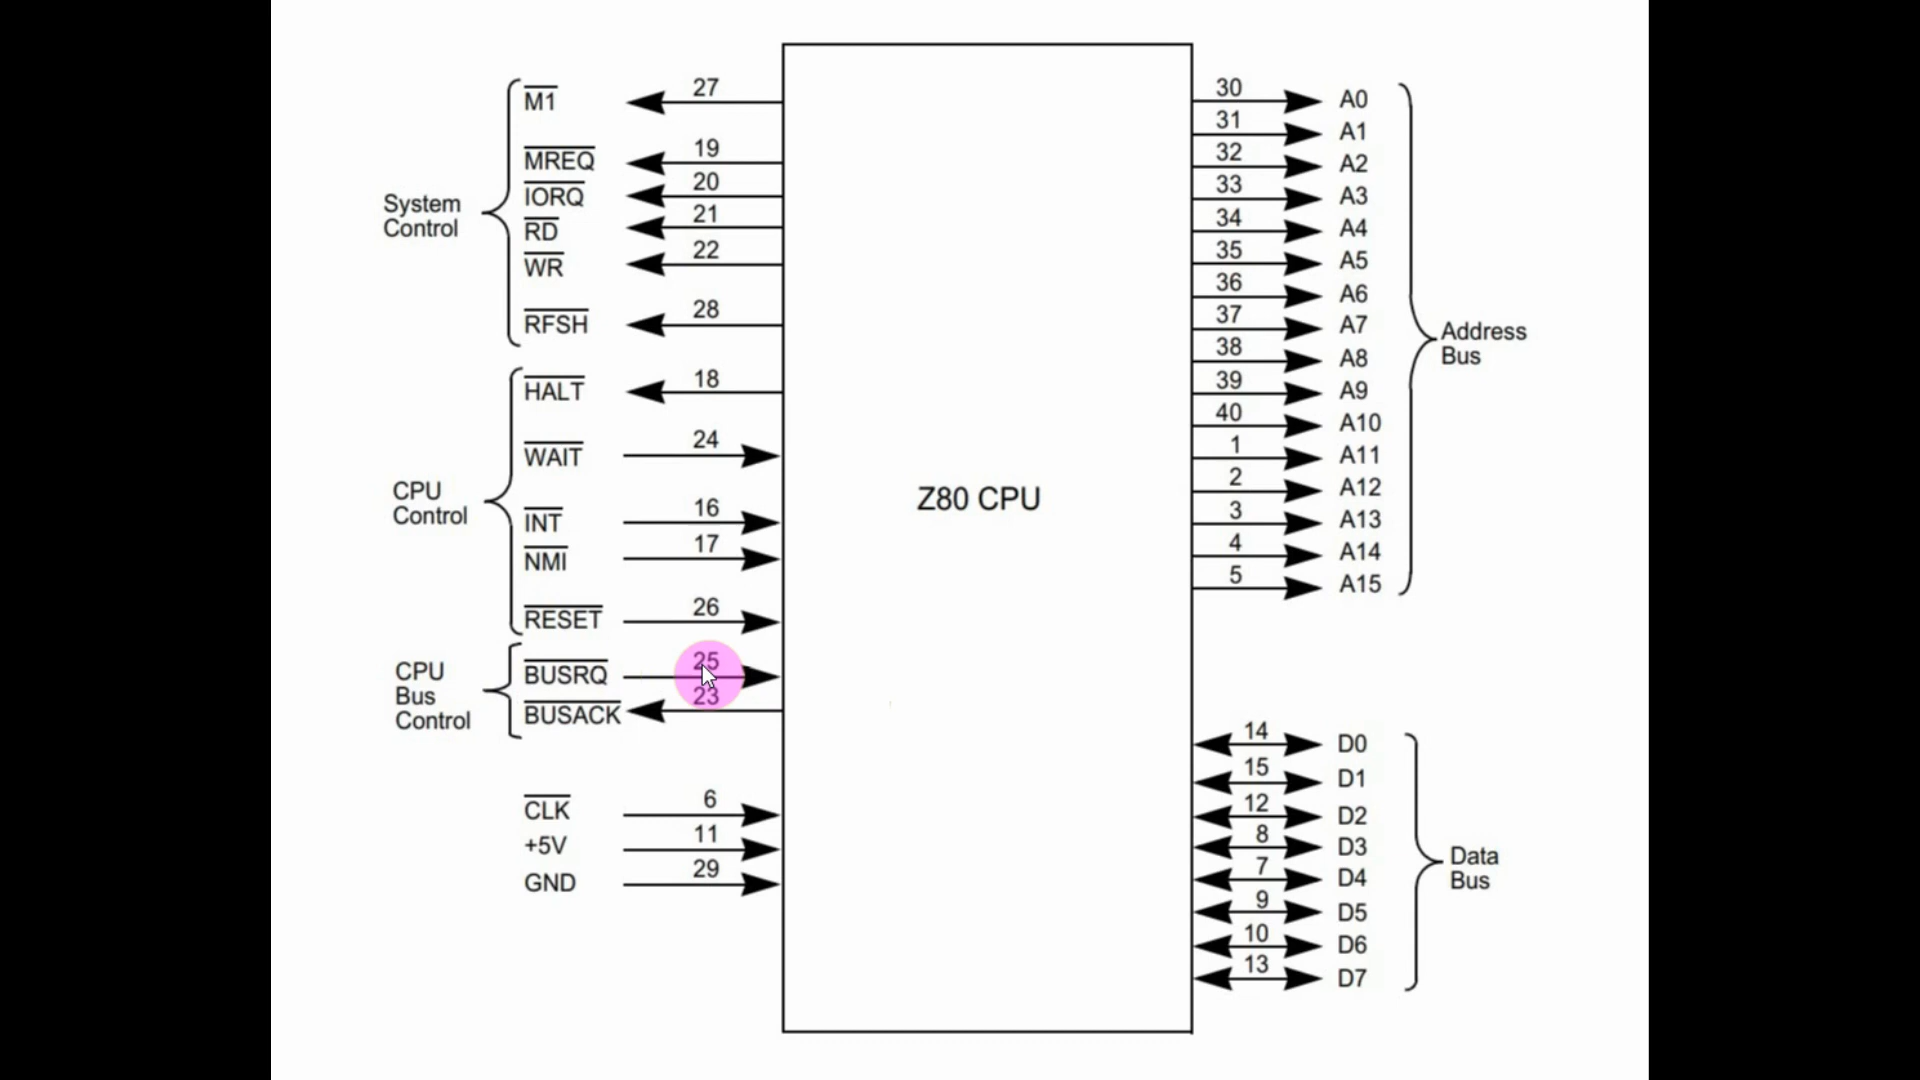 27
M1
19
MREQ
20
IORQ
21
RD
22
WR
28
RFSH
System
Control
18
HALT
24
WAIT
16
INT
17
NMI
26
RESET
CPU
Control
25
BUSRQ
23
BUSACK
CPU
Bus
Control
6
CLK
11
+5V
29
GND
Z80 CPU
30 A0
31 A1
32 A2
33 A3
34 A4
35 A5
36 A6
37 A7
38 A8
39 A9
40 A10
1 A11
2 A12
3 A13
4 A14
5 A15
Address
Bus
14 D0
15 D1
12 D2
8 D3
7 D4
9 D5
10 D6
13 D7
Data
Bus